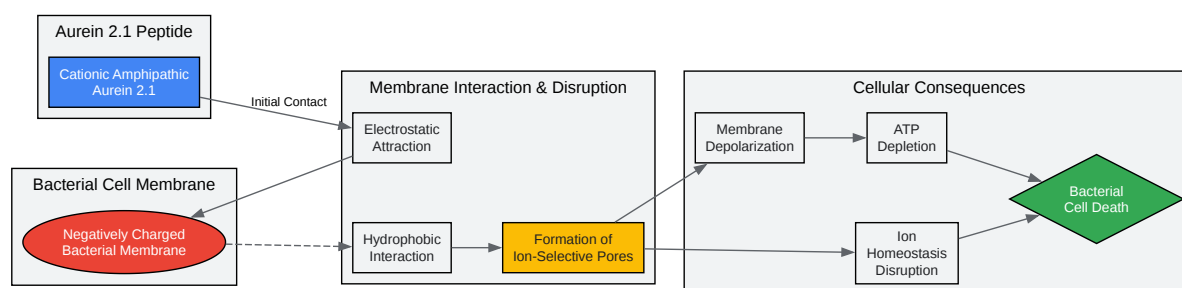 Aurein 2.1 Peptide
Cationic Amphipathic
Aurein 2.1
Initial Contact
Bacterial Cell Membrane
Negatively Charged
Bacterial Membrane
Membrane Interaction & Disruption
Electrostatic
Attraction
Hydrophobic
Interaction
Formation of
Ion-Selective Pores
Cellular Consequences
Membrane
Depolarization
ATP
Depletion
Ion
Homeostasis
Disruption
Bacterial
Cell Death